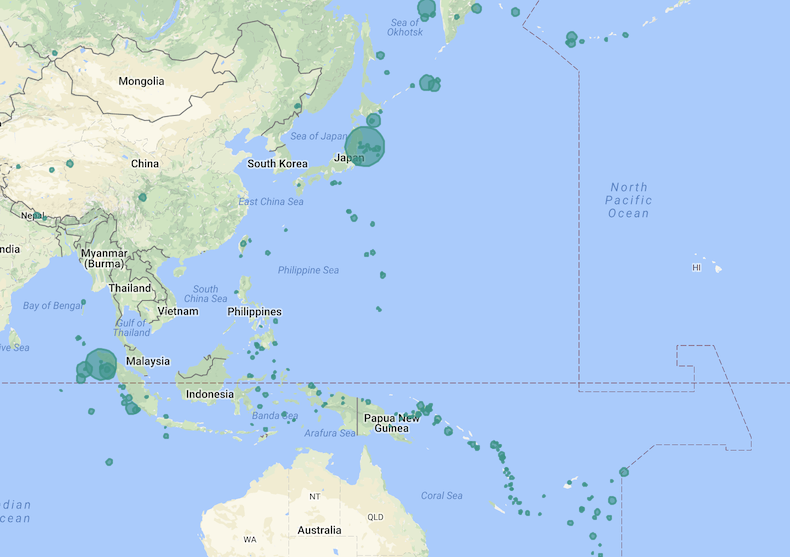 Sea of
Okhotsk
Mongolia
Sea of Japan
Japan
South Korea
China
North
Pacific
Ocean
East China Sea
Nepal
ndia
Myanmar
(Burma)
HI
Philippine Sea
Thailand
South
China Sea
Bay of Bengal
Vietnam
Philippines
Gulf of
Thailand
ive Sea
Malaysia
Indonesia
Banda Sea
Papua New
Guinea
Arafura Sea
Coral Sea
NT
dian
cean
QLD
Australia
WA